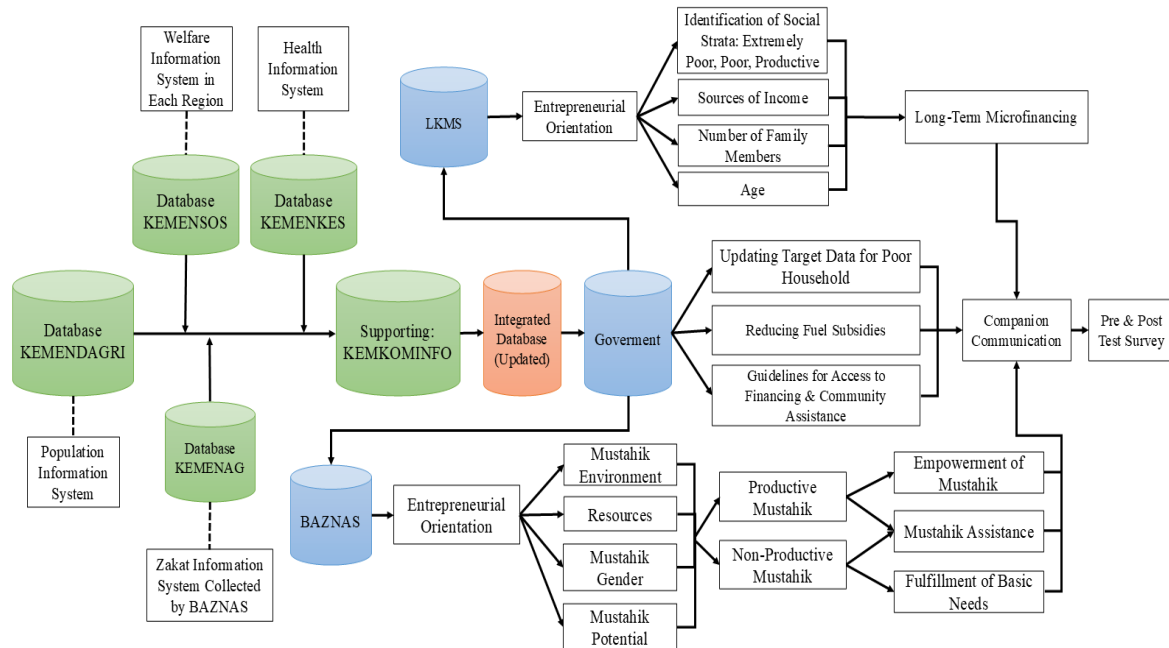 Welfare
Information
System in
Each Region
Health
Information
System
Database
KEMENSOS
Database
KEMENKES
Database
KEMENDAGRI
Population
Information
System
Database
KEMENAG
Zakat Information
System Collected
by BAZNAS
Supporting:
KEMKOMINFO
Integrated
Database
(Updated)
Goverment
LKMS
Entrepreneurial
Orientation
Identification of Social
Strata: Extremely
Poor, Poor, Productive
Sources of Income
Number of Family
Members
Age
Long-Term Microfinancing
Updating Target Data for Poor
Household
Reducing Fuel Subsidies
Guidelines for Access to
Financing & Community
Assistance
Companion
Communication
Pre & Post
Test Survey
BAZNAS
Entrepreneurial
Orientation
Mustahik
Environment
Resources
Mustahik
Gender
Mustahik
Potential
Productive
Mustahik
Non-Productive
Mustahik
Empowerment of
Mustahik
Mustahik Assistance
Fulfillment of Basic
Needs